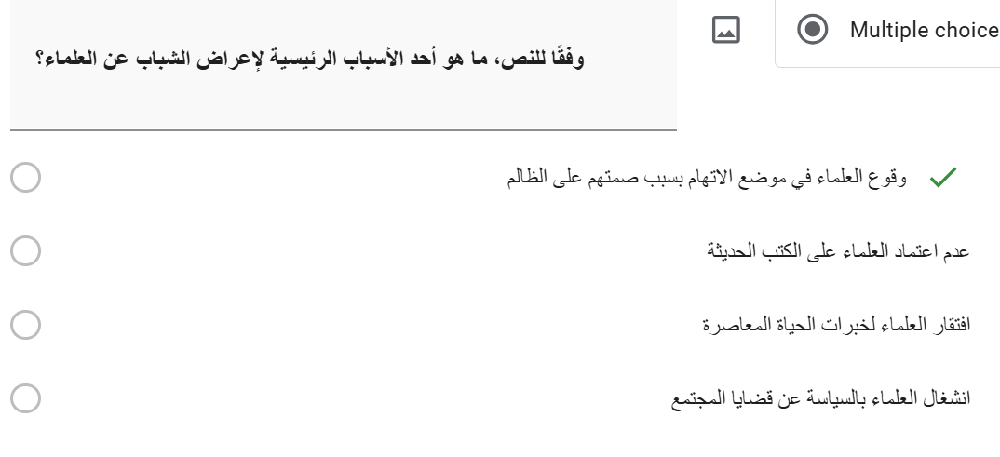 Multiple choice
وفقًا للنص، ما هو أحد الأسباب الرئيسية لإعراض الشباب عن العلماء؟
وقوع العلماء في موضع الاتهام بسبب صمتهم على الظالم
عدم اعتماد العلماء على الكتب الحديثة
افتقار العلماء لخبرات الحياة المعاصرة
انشغال العلماء بالسياسة عن قضايا المجتمع